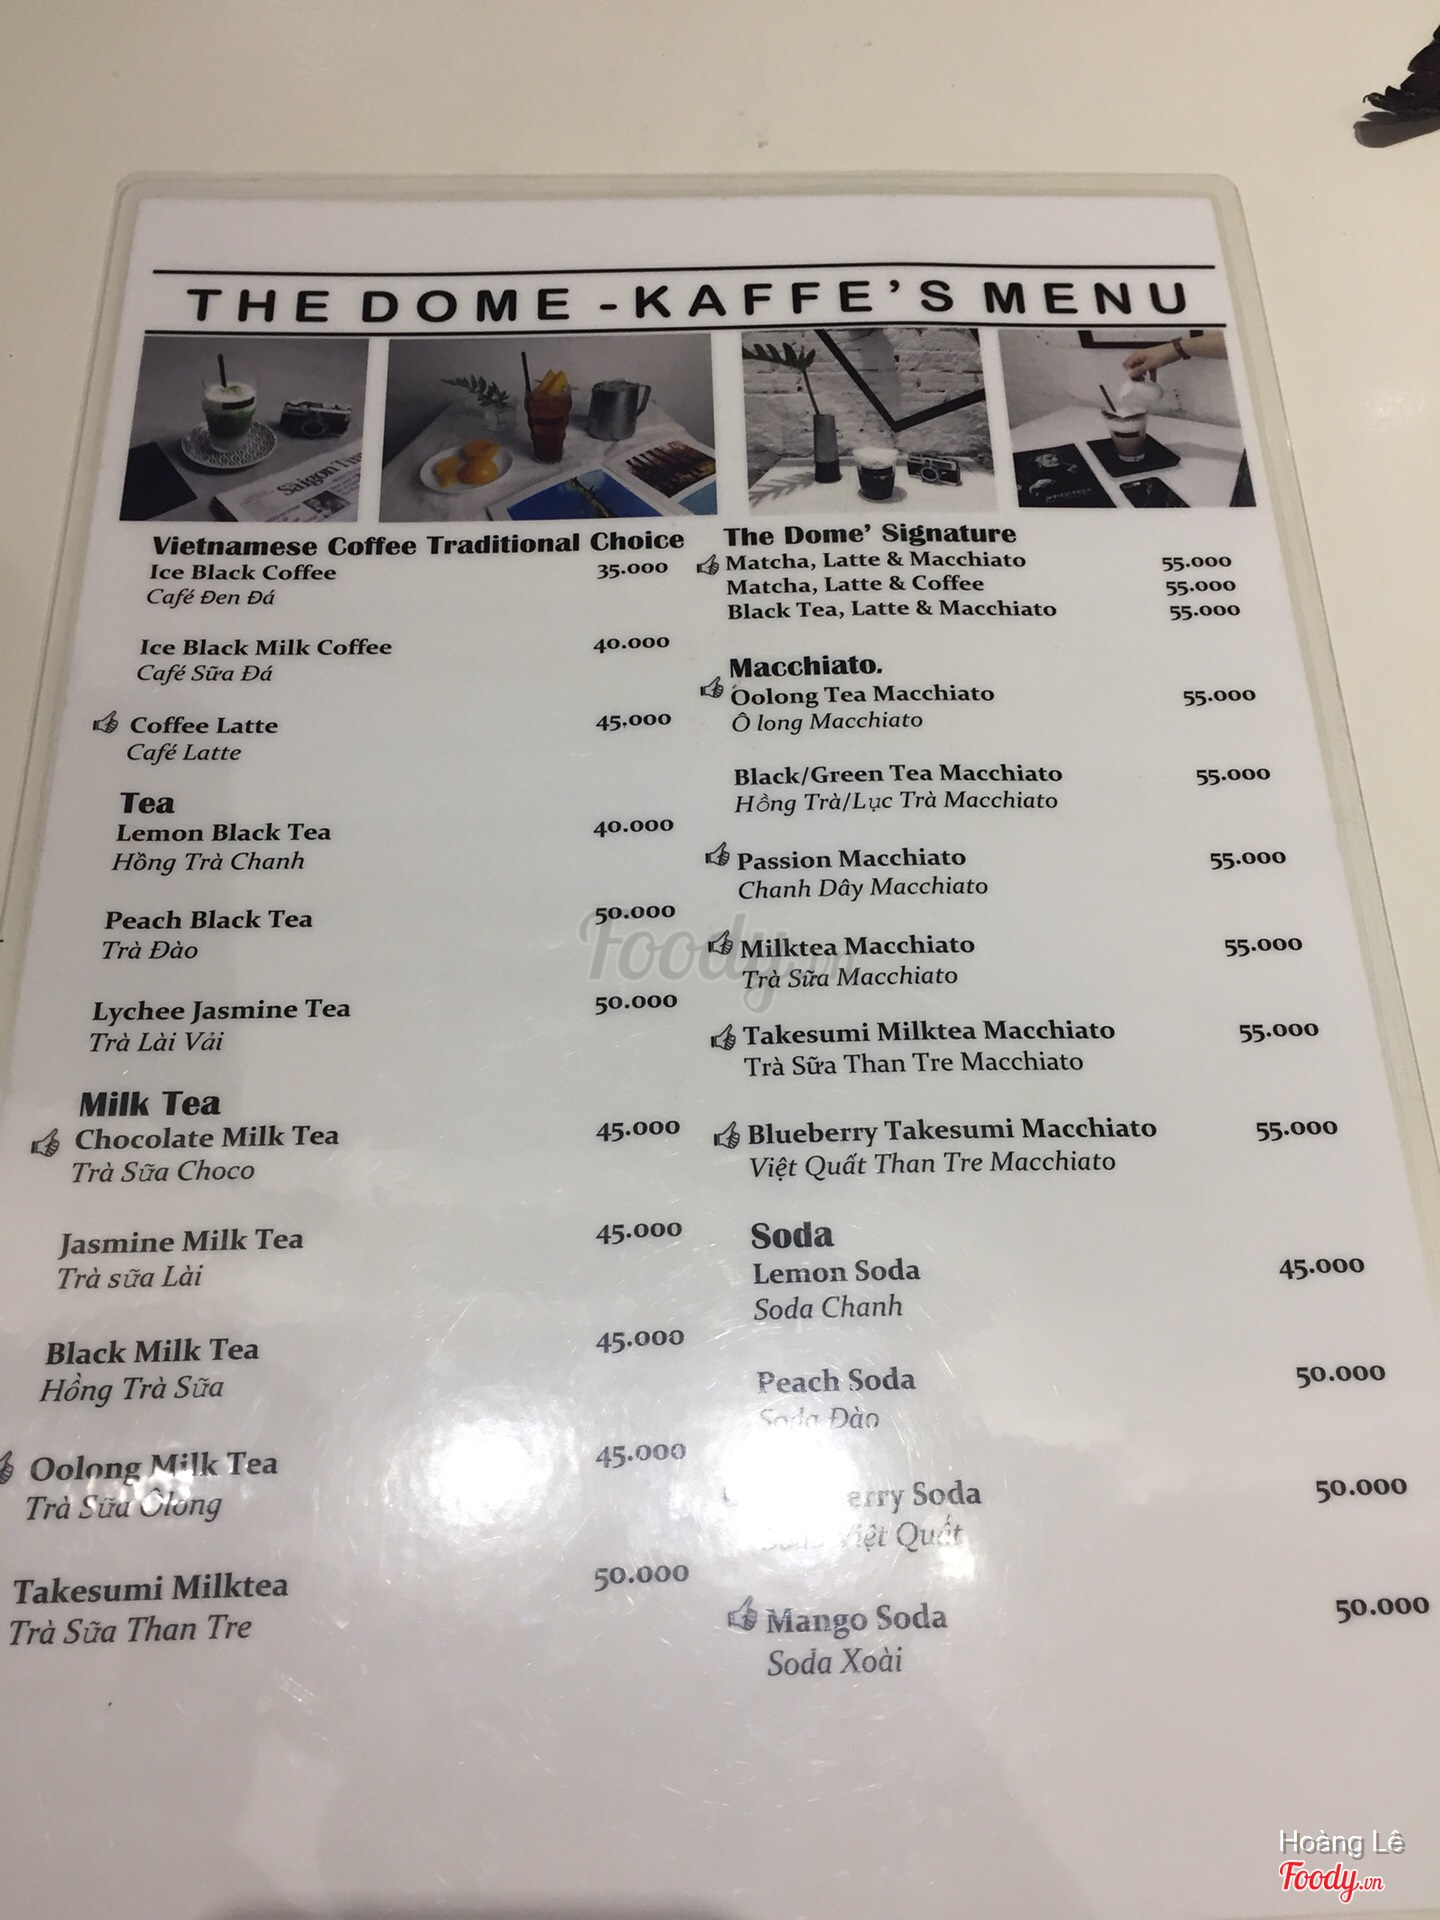 THE DOME - KAFFE'S MENU
Saigon
Vietnamese Coffee Traditional Choice
Ice Black Coffee 35.000
Café Đen Đá
Ice Black Milk Coffee 40.000
Café Sữa Đá
Coffee Latte 45.000
Café Latte
Tea
Lemon Black Tea 40.000
Hồng Trà Chanh
Peach Black Tea 50.000
Trà Đào
Lychee Jasmine Tea 50.000
Trà Lài Vải
Milk Tea
Chocolate Milk Tea 45.000
Trà Sữa Choco
Jasmine Milk Tea 45.000
Trà sữa Lài
Black Milk Tea 45.000
Hồng Trà Sữa
Oolong Milk Tea 45.000
Trà Sữa Ôlong
Takesumi Milktea 50.000
Trà Sữa Than Tre
The Dome' Signature
Matcha, Latte & Macchiato 55.000
Matcha, Latte & Coffee 55.000
Black Tea, Latte & Macchiato 55.000
Macchiato.
Oolong Tea Macchiato 55.000
Ô long Macchiato
Black/Green Tea Macchiato 55.000
Hồng Trà/Lục Trà Macchiato
Passion Macchiato 55.000
Chanh Dây Macchiato
Milktea Macchiato 55.000
Trà Sữa Macchiato
Takesumi Milktea Macchiato 55.000
Trà Sữa Than Tre Macchiato
Blueberry Takesumi Macchiato 55.000
Việt Quất Than Tre Macchiato
Soda
Lemon Soda 45.000
Soda Chanh
Peach Soda 50.000
Soda Đào
Soda 50.000
Việt Quất
Mango Soda 50.000
Soda Xoài
Foody.vn
Hoàng Lê
Foody.vn